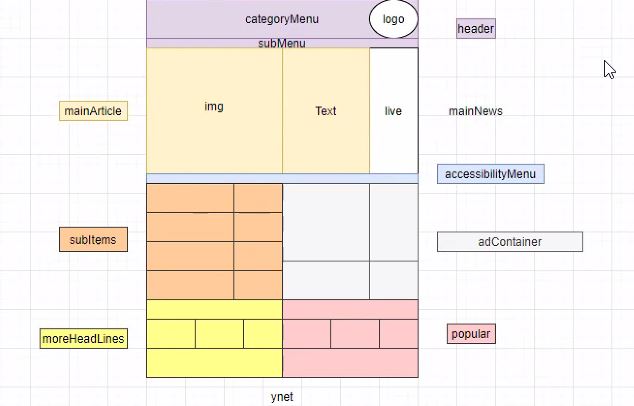 categoryMenu
logo
header
subMenu
mainArticle
img
Text
live
mainNews
accessibilityMenu
subItems
adContainer
moreHeadLines
popular
ynet